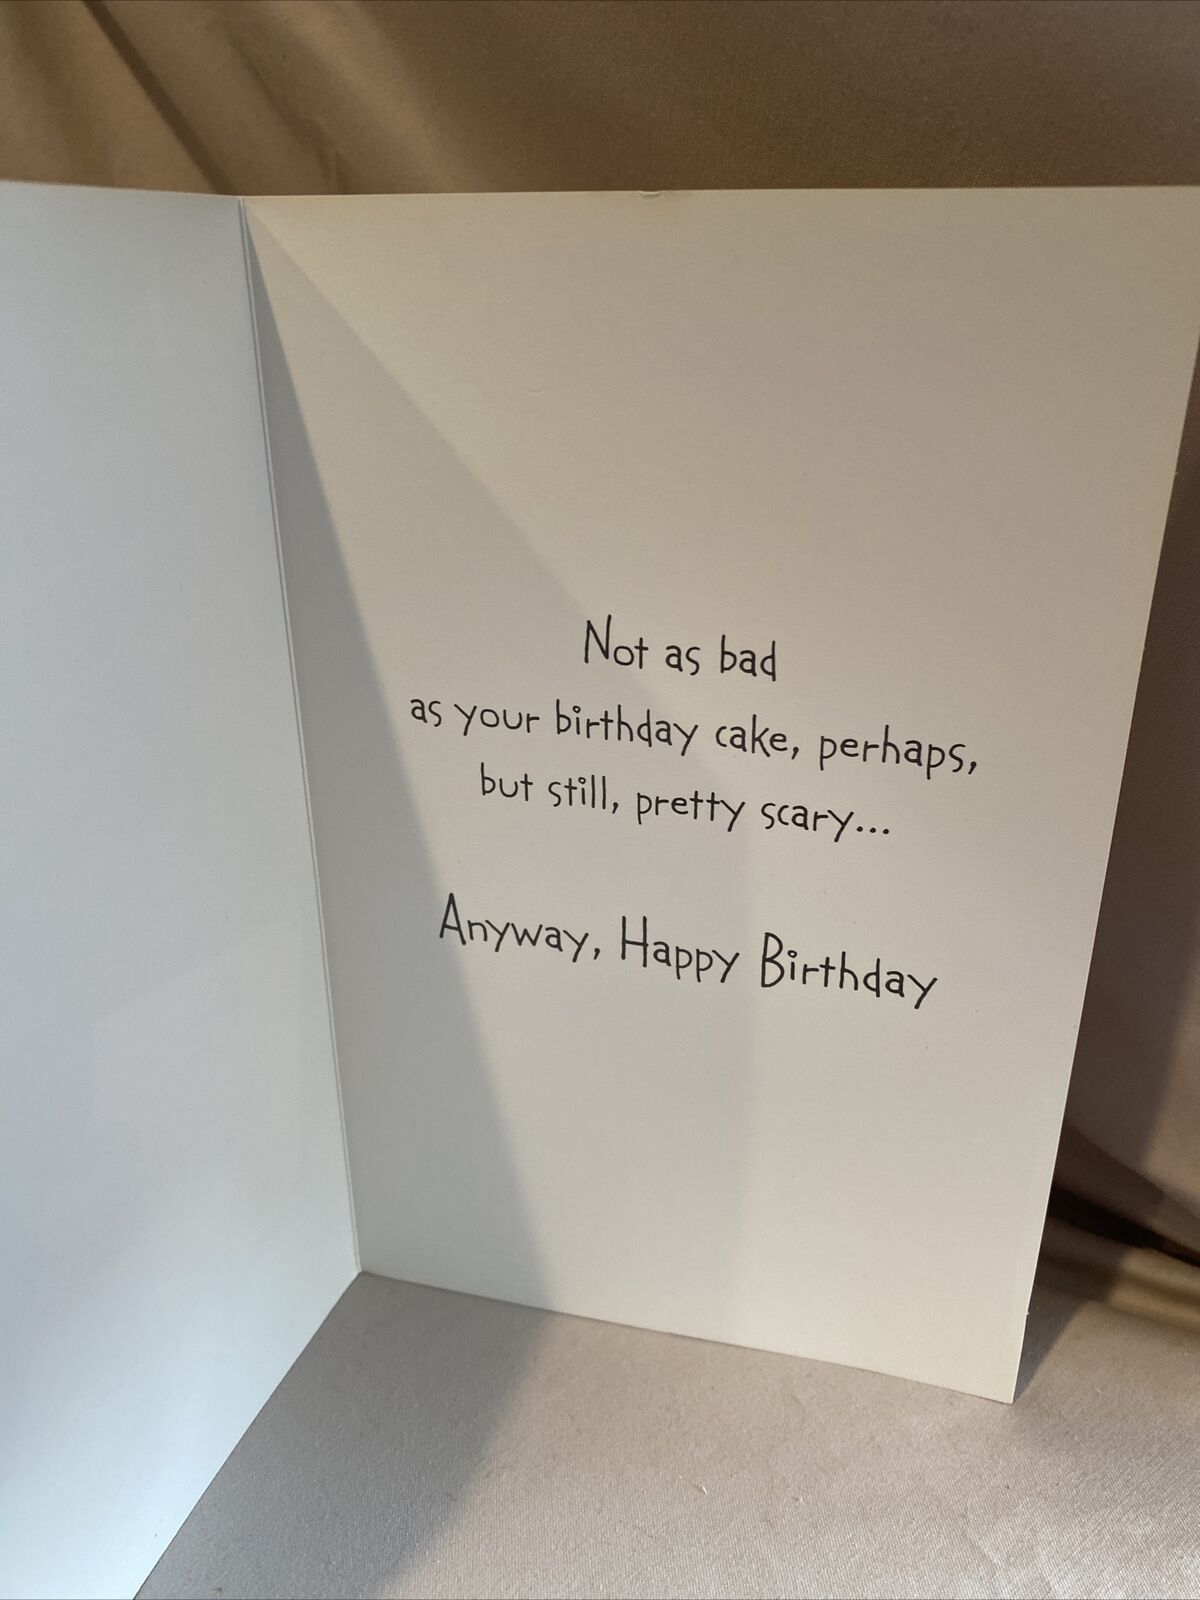 Not as bad
as your birthday cake, perhaps,
but still, pretty scary...
Anyway, Happy Birthday